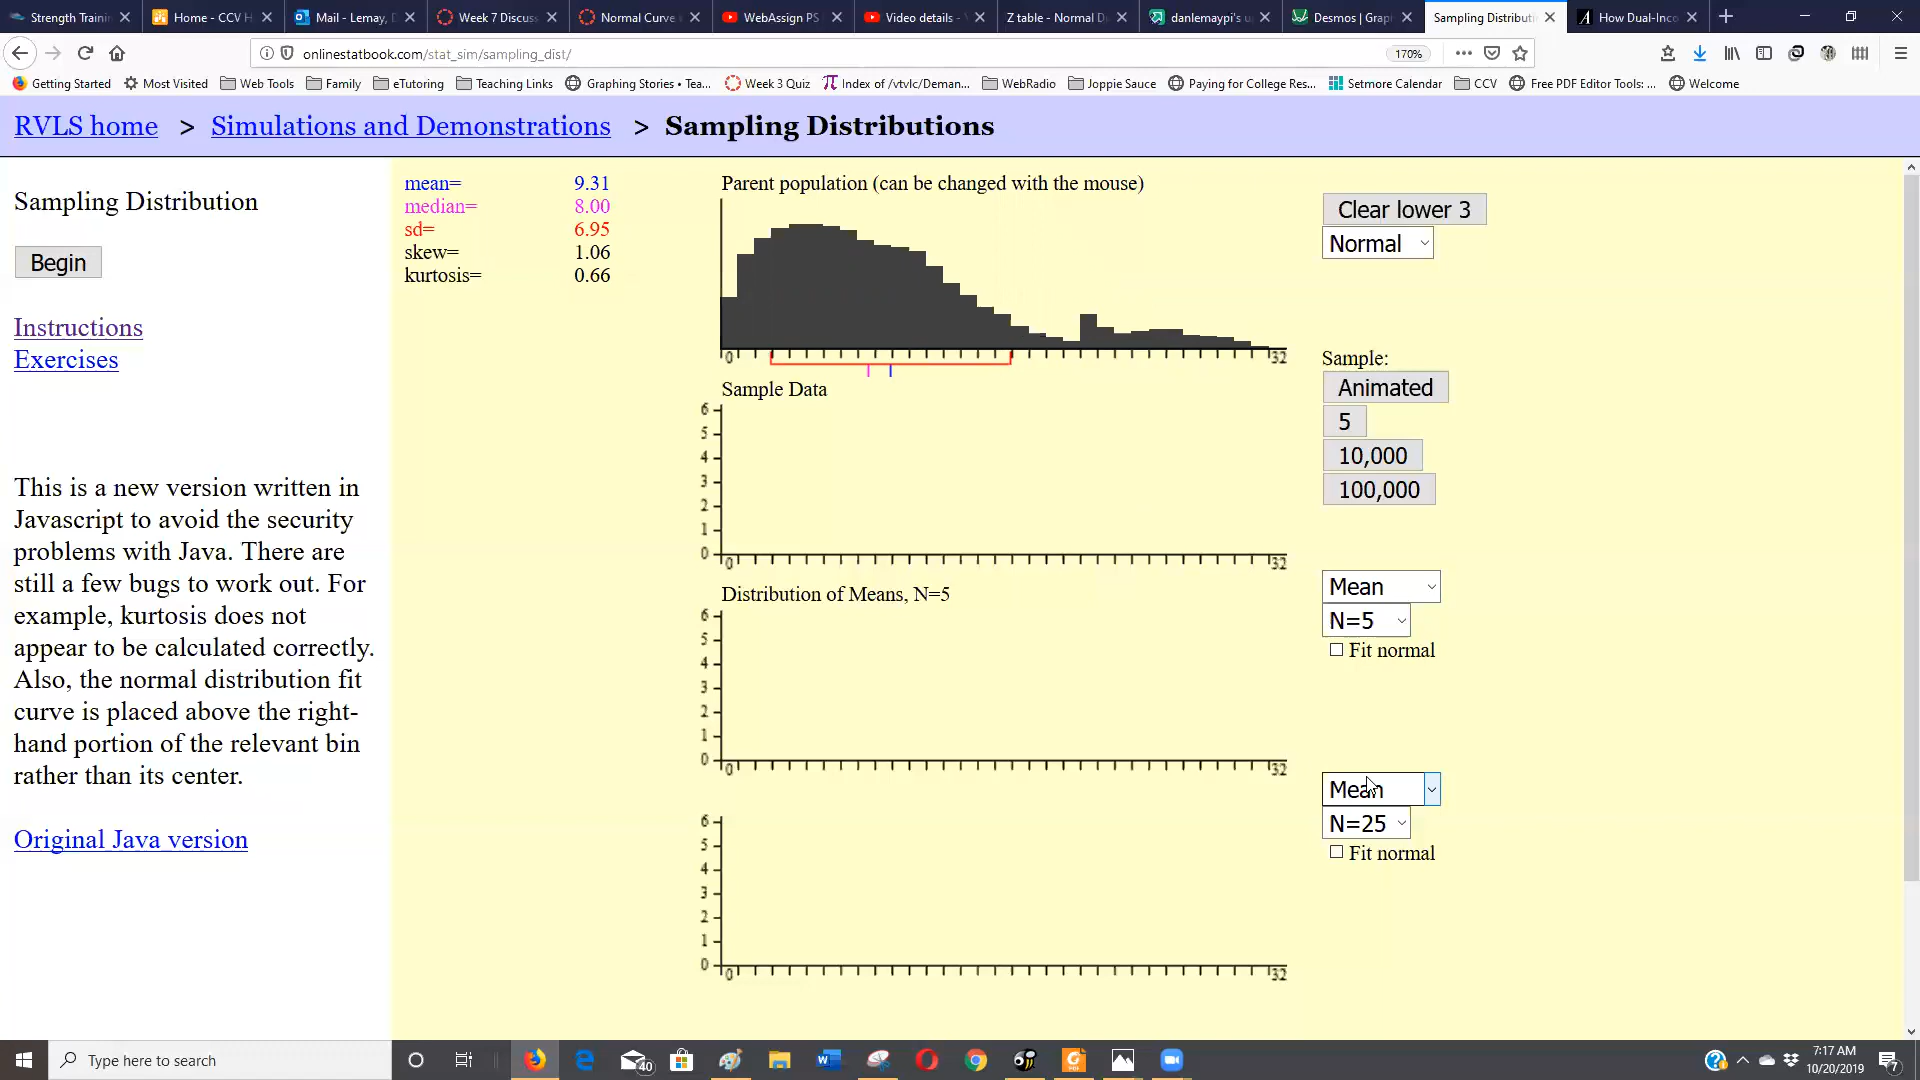 Strength Trainin
Home - CCV H
Mail - Lemay, D
Week 7 Discuss
Normal Curve
WebAssign PS
Video details -
Z table - Normal D
danlemaypi's u
Desmos | Grap
Sampling Distributi
How Dual-Inco
onlinestatbook.com/stat_sim/sampling_dist/
170%
Getting Started
Most Visited
Web Tools
Family
eTutoring
Teaching Links
Graphing Stories • Tea...
Week 3 Quiz
Index of /vtvlc/Deman...
WebRadio
Joppie Sauce
Paying for College Res...
Setmore Calendar
CCV
Free PDF Editor Tools: ...
Welcome
RVLS home > Simulations and Demonstrations > Sampling Distributions
Sampling Distribution
Begin
Instructions
Exercises
This is a new version written in
Javascript to avoid the security
problems with Java. There are
still a few bugs to work out. For
example, kurtosis does not
appear to be calculated correctly.
Also, the normal distribution fit
curve is placed above the right-
hand portion of the relevant bin
rather than its center.
Original Java version
mean= 9.31
median= 8.00
sd= 6.95
skew= 1.06
kurtosis= 0.66
Parent population (can be changed with the mouse)
0 32
Clear lower 3
Normal
Sample Data
6
5
4
3
2
1
0
0 32
Sample:
Animated
5
10,000
100,000
Distribution of Means, N=5
6
5
4
3
2
1
0
0 32
Mean
N=5
Fit normal
6
5
4
3
2
1
0
0 32
Mean
N=25
Fit normal
Type here to search
40
7:17 AM
10/20/2019
7